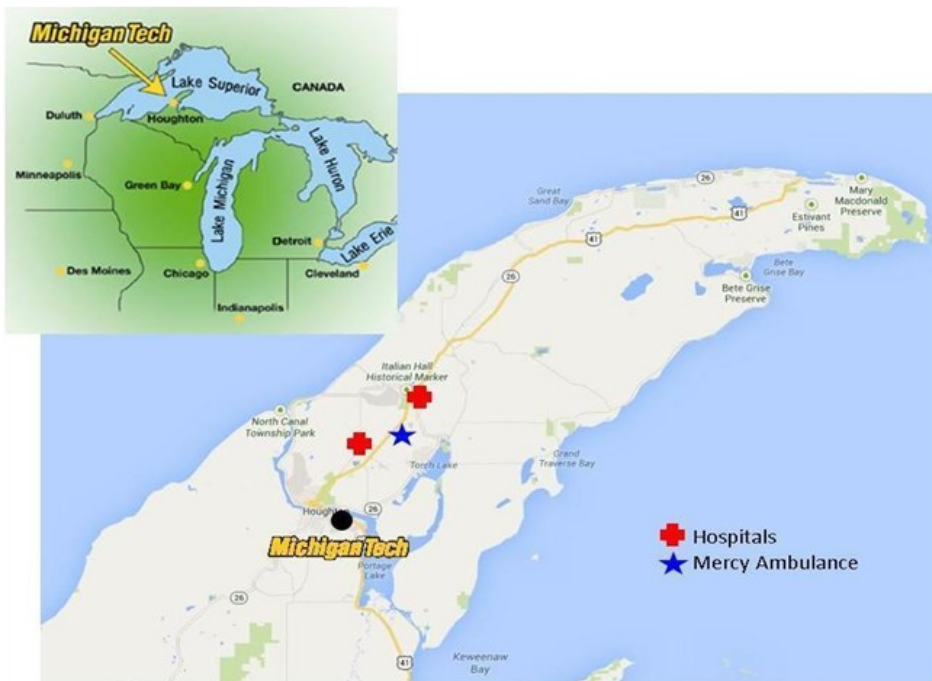 Michigan Tech
Lake Superior
CANADA
Duluth
Houghton
Minneapolis
Green Bay
Lake Michigan
Lake Huron
Detroit
Lake Erie
Des Moines
Chicago
Cleveland
Indianapolis
26
Great
Sand Bay
Mary
Macdonald
Preserve
41
Estivant
Pines
41
26
Bete
Grise Bay
Bete Grise
Preserve
Italian Hall
Historical Marker
North Canal
Township Park
Torch Lake
Grand
Traverse Bay
Houghton
26
Michigan Tech
Portage
Lake
Hospitals
Mercy Ambulance
26
41
Keweenaw
Bay